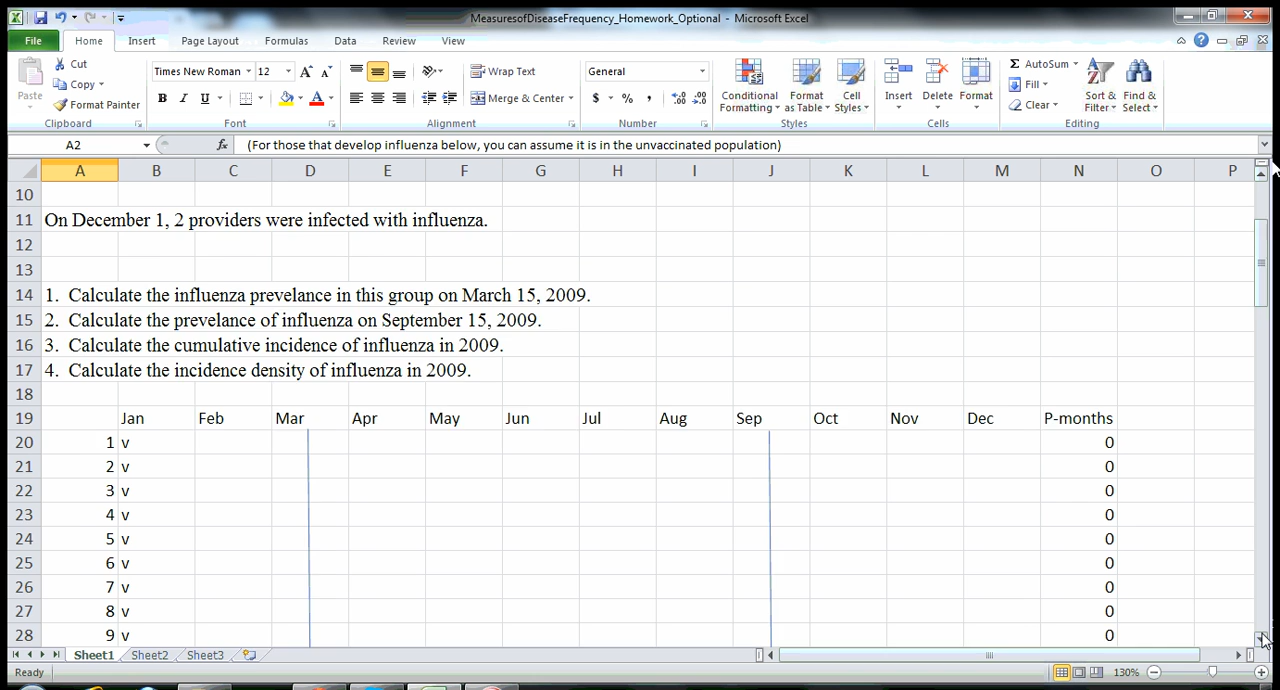 MeasuresofDiseaseFrequency_Homework_Optional - Microsoft Excel
File Home Insert Page Layout Formulas Data Review View
Paste Cut Copy Format Painter Clipboard
Times New Roman 12 A A B I U A Font
Wrap Text Merge & Center Alignment
General $ % , Number
Conditional Formatting Format as Table Cell Styles Styles
Insert Delete Format Cells
Σ AutoSum Fill Clear Sort & Filter Find & Select Editing
A2 fx (For those that develop influenza below, you can assume it is in the unvaccinated population)
A B C D E F G H I J K L M N O P
10
11 On December 1, 2 providers were infected with influenza.
12
13
14 1. Calculate the influenza prevelance in this group on March 15, 2009.
15 2. Calculate the prevelance of influenza on September 15, 2009.
16 3. Calculate the cumulative incidence of influenza in 2009.
17 4. Calculate the incidence density of influenza in 2009.
18
19 Jan Feb Mar Apr May Jun Jul Aug Sep Oct Nov Dec P-months
20 1 v 0
21 2 v 0
22 3 v 0
23 4 v 0
24 5 v 0
25 6 v 0
26 7 v 0
27 8 v 0
28 9 v 0
Sheet1 Sheet2 Sheet3
Ready 130%